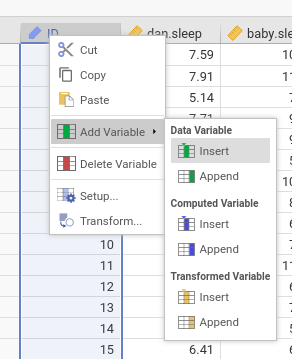 ID dan.sleep baby.sle
Cut
Copy
Paste
Add Variable
Delete Variable
Setup...
Transform...
Data Variable
Insert
Append
Computed Variable
Insert
Append
Transformed Variable
Insert
Append
7.59
7.91
5.14
10
11
12
13
14
15 6.41